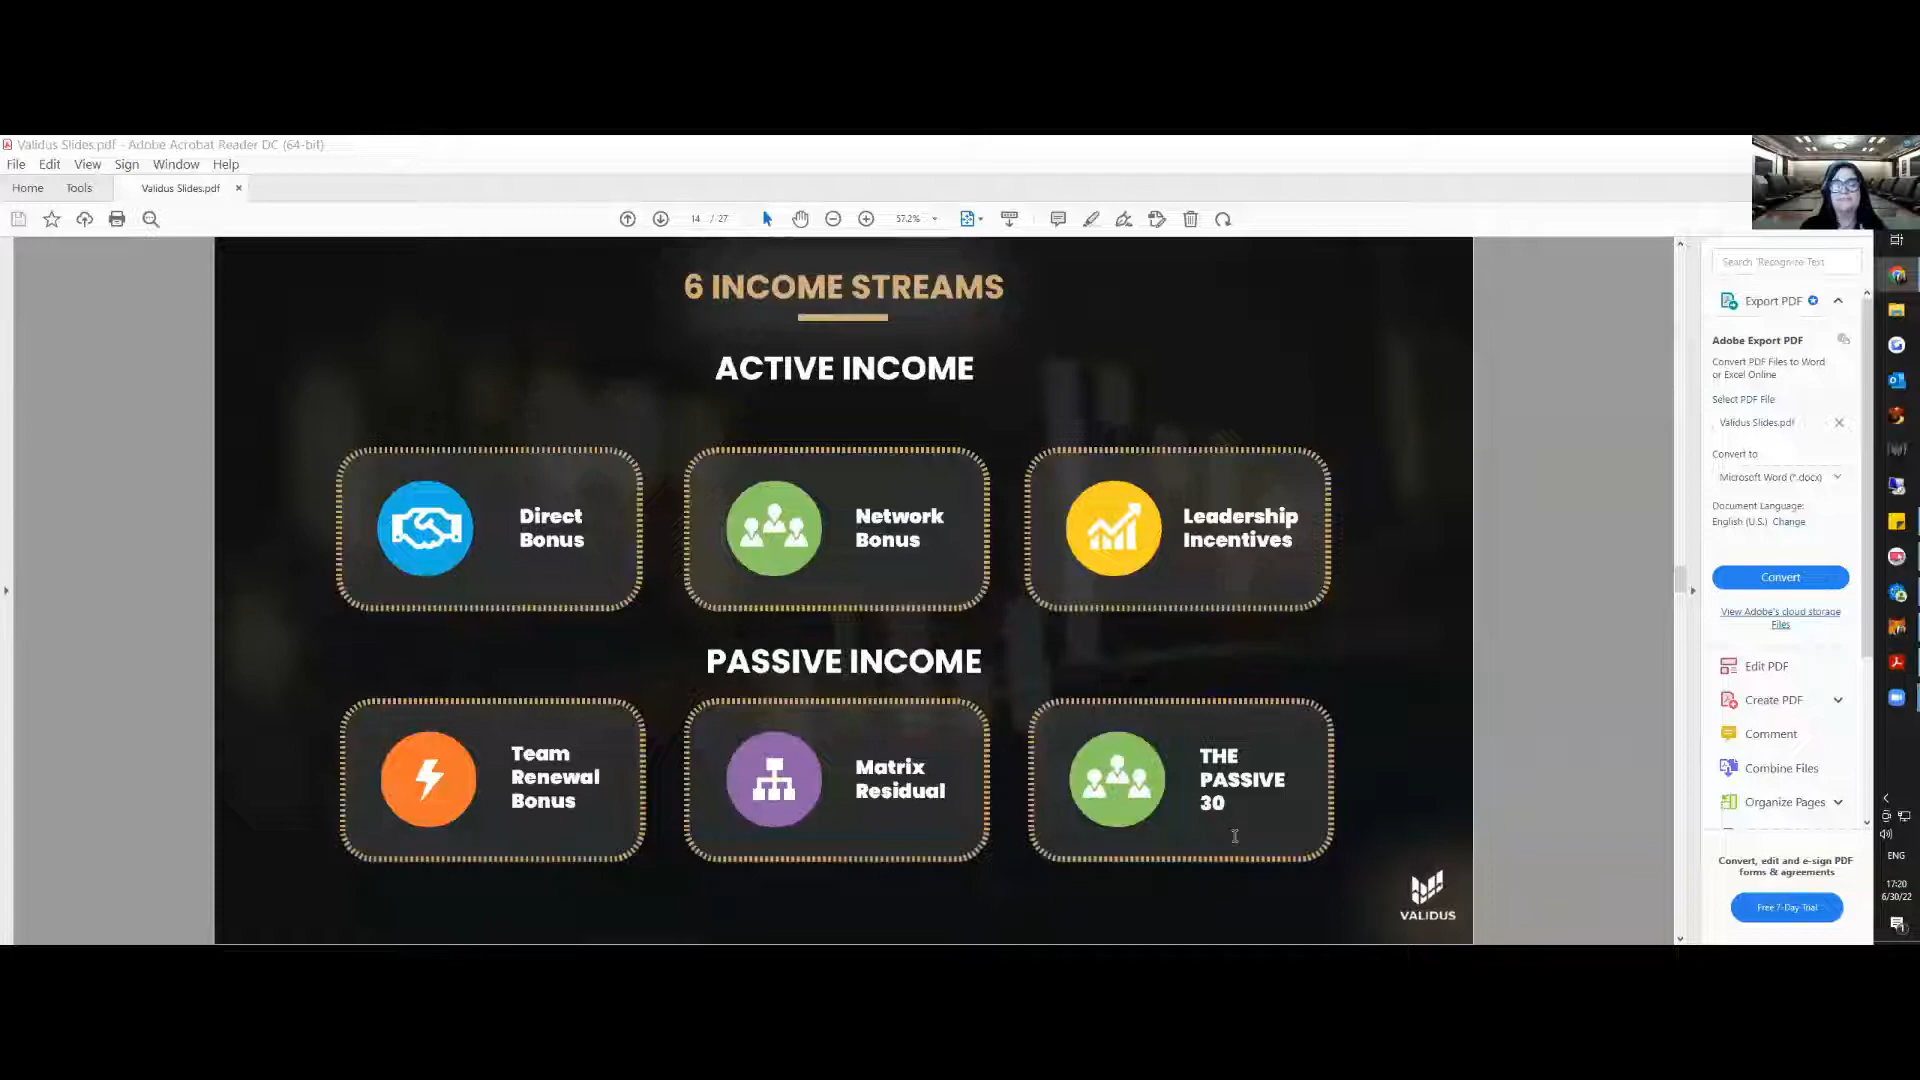 Validus Slides.pdf - Adobe Acrobat Reader DC (64-bit)
File Edit View Sign Window Help
Home Tools Validus Slides.pdf ×
14 / 27 57.2%
6 INCOME STREAMS
ACTIVE INCOME
Direct
Bonus
Network
Bonus
Leadership
Incentives
PASSIVE INCOME
Team
Renewal
Bonus
Matrix
Residual
THE
PASSIVE
30
VALIDUS
Search 'Recognize Text
Export PDF
Adobe Export PDF
Convert PDF Files to Word
or Excel Online
Select PDF File
Validus Slides.pdf
Convert to
Microsoft Word (*.docx)
Document Language:
English (U.S.) Change
Convert
View Adobe's cloud storage
Files
Edit PDF
Create PDF
Comment
Combine Files
Organize Pages
Convert, edit and e-sign PDF
forms & agreements
Free 7-Day Trial
ENG
17:20
6/30/22